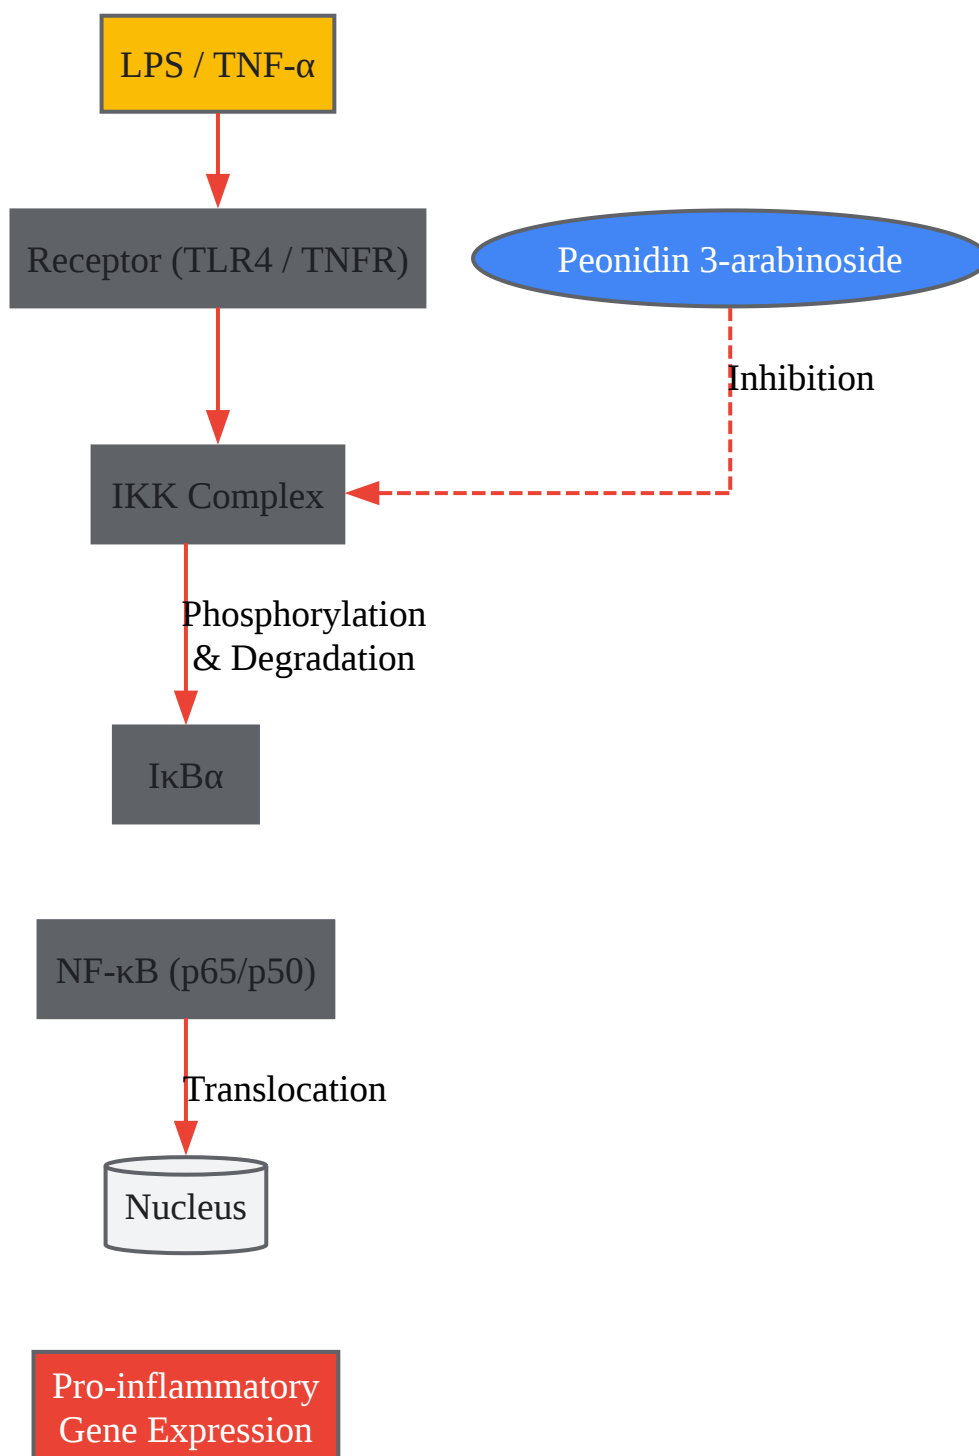 LPS / TNF-α
Receptor (TLR4 / TNFR)
Peonidin 3-arabinoside
Inhibition
IKK Complex
Phosphorylation
& Degradation
IκBα
NF-κB (p65/p50)
Translocation
Nucleus
Pro-inflammatory
Gene Expression